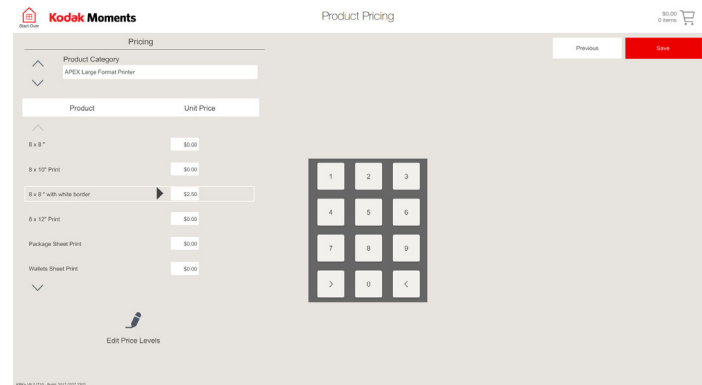 Start Over
Kodak Moments
Product Pricing
$0.00
0 items
Pricing
Previous
Save
Product Category
APEX Large Format Printer
Product Unit Price
8 x 8 " $0.00
8 x 10" Print $0.00
8 x 8 " with white border $2.50
8 x 12" Print $0.00
Package Sheet Print $0.00
Wallets Sheet Print $0.00
1 2 3
4 5 6
7 8 9
> 0 <
Edit Price Levels